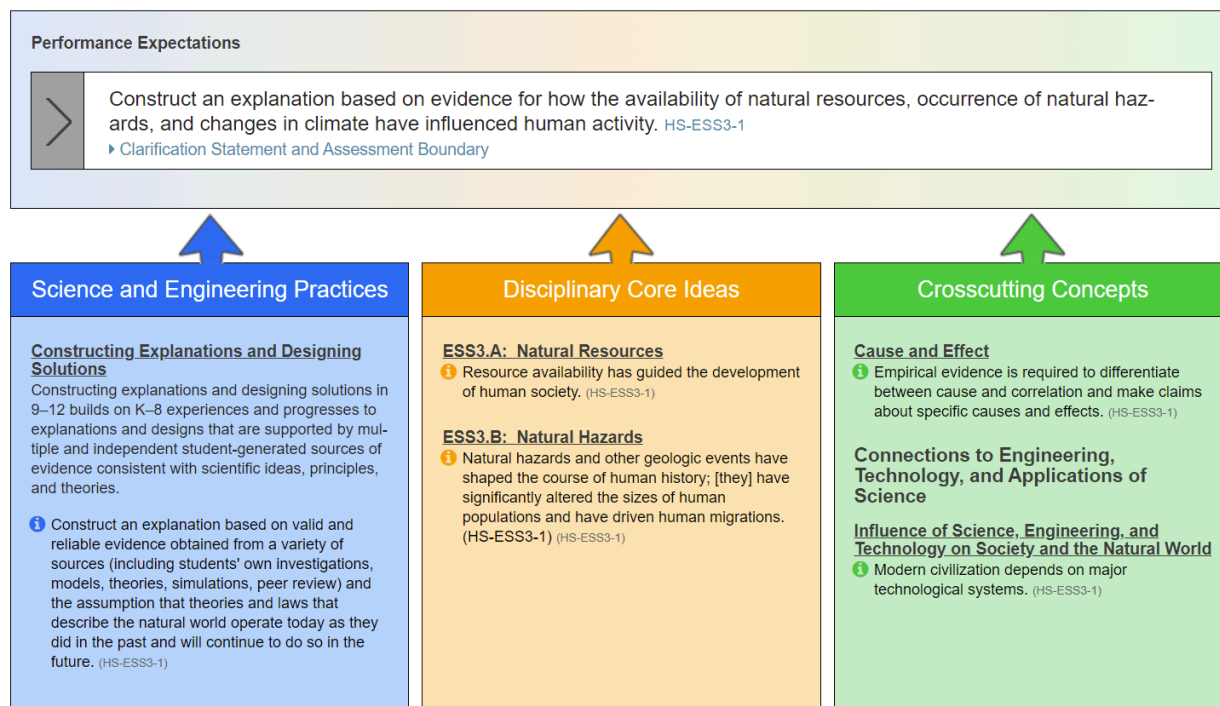 Performance Expectations
Construct an explanation based on evidence for how the availability of natural resources, occurrence of natural haz-
ards, and changes in climate have influenced human activity. HS-ESS3-1
Clarification Statement and Assessment Boundary
Science and Engineering Practices
Constructing Explanations and Designing
Solutions
Constructing explanations and designing solutions in
9–12 builds on K–8 experiences and progresses to
explanations and designs that are supported by mul-
tiple and independent student-generated sources of
evidence consistent with scientific ideas, principles,
and theories.
Construct an explanation based on valid and
reliable evidence obtained from a variety of
sources (including students' own investigations,
models, theories, simulations, peer review) and
the assumption that theories and laws that
describe the natural world operate today as they
did in the past and will continue to do so in the
future. (HS-ESS3-1)
Disciplinary Core Ideas
ESS3.A: Natural Resources
Resource availability has guided the development
of human society. (HS-ESS3-1)
ESS3.B: Natural Hazards
Natural hazards and other geologic events have
shaped the course of human history; [they] have
significantly altered the sizes of human
populations and have driven human migrations.
(HS-ESS3-1) (HS-ESS3-1)
Crosscutting Concepts
Cause and Effect
Empirical evidence is required to differentiate
between cause and correlation and make claims
about specific causes and effects. (HS-ESS3-1)
Connections to Engineering,
Technology, and Applications of
Science
Influence of Science, Engineering, and
Technology on Society and the Natural World
Modern civilization depends on major
technological systems. (HS-ESS3-1)